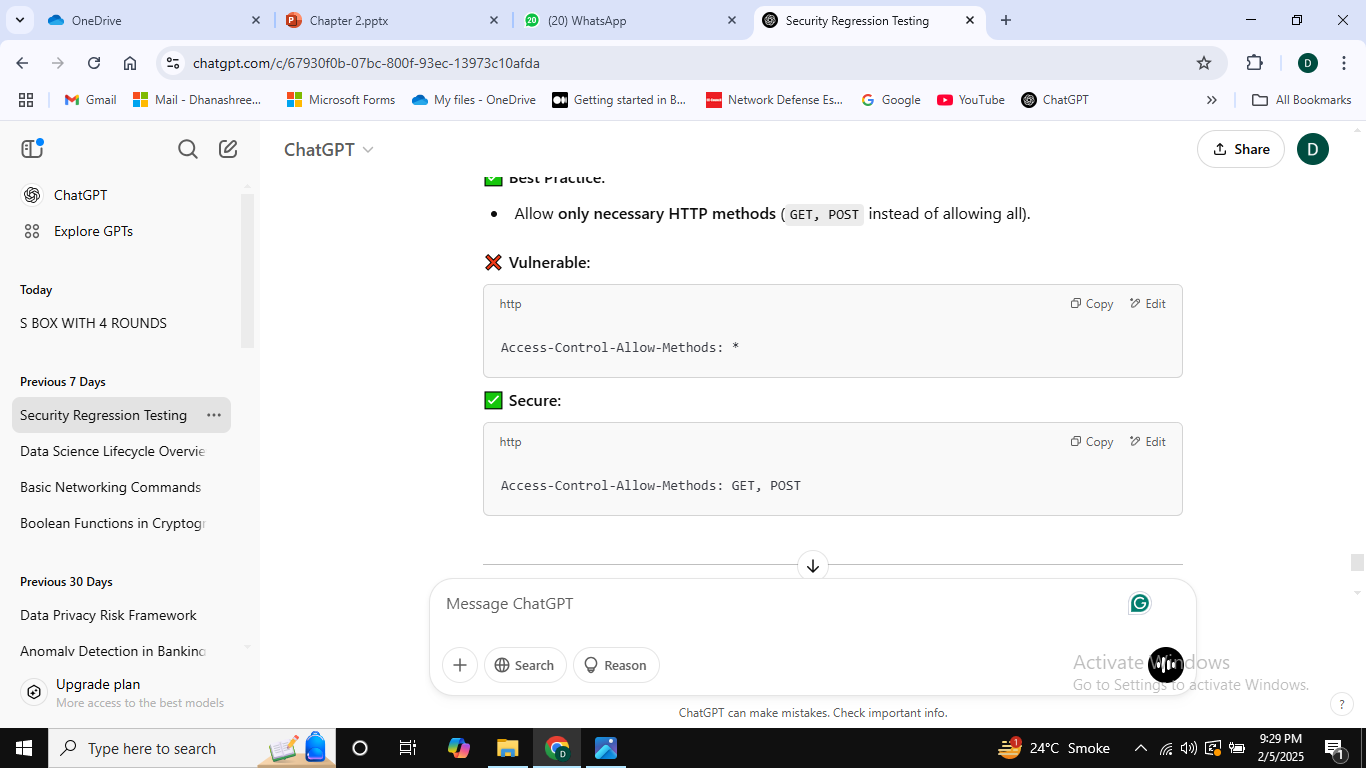 OneDrive
Chapter 2.pptx
(20) WhatsApp
Security Regression Testing
chatgpt.com/c/67930f0b-07bc-800f-93ec-13973c10afda
D
Gmail
Mail - Dhanashree...
Microsoft Forms
My files - OneDrive
Getting started in B...
Network Defense Es...
Google
YouTube
ChatGPT
All Bookmarks
ChatGPT
Explore GPTs
Today
S BOX WITH 4 ROUNDS
Previous 7 Days
Security Regression Testing
Data Science Lifecycle Overvie
Basic Networking Commands
Boolean Functions in Cryptogr
Previous 30 Days
Data Privacy Risk Framework
Anomaly Detection in Banking
Upgrade plan
More access to the best models
ChatGPT
Share
D
Best Practice:
• Allow only necessary HTTP methods (GET, POST instead of allowing all).
❌ Vulnerable:
http
Copy
Edit
Access-Control-Allow-Methods: *
✅ Secure:
http
Copy
Edit
Access-Control-Allow-Methods: GET, POST
Message ChatGPT
Search
Reason
Activate Windows
Go to Settings to activate Windows.
ChatGPT can make mistakes. Check important info.
?
Type here to search
1
24°C Smoke
9:29 PM
2/5/2025
1